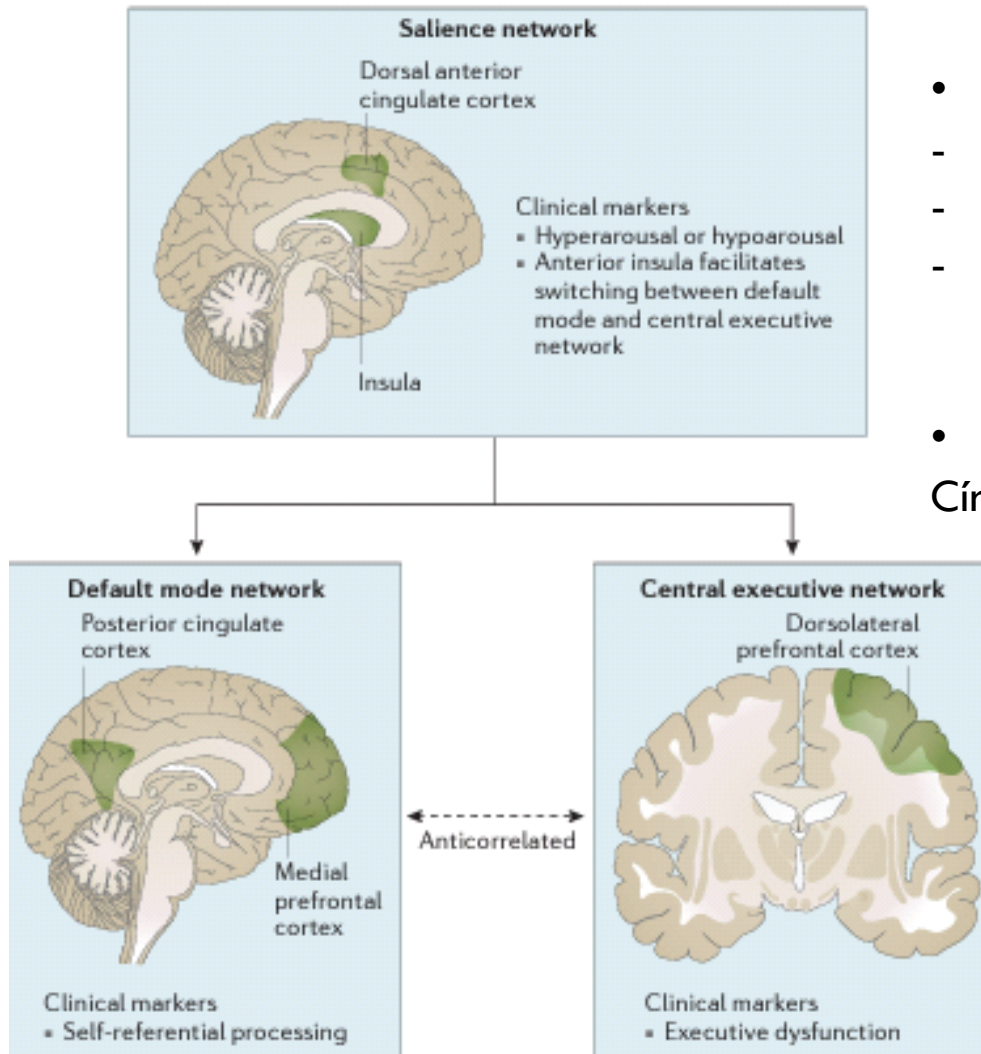 Salience network
Dorsal anterior
cingulate cortex
Clinical markers
▪ Hyperarousal or hypoarousal
▪ Anterior insula facilitates
switching between default
mode and central executive
network
Insula
•
-
-
-
•
Default mode network
Posterior cingulate
cortex
Medial
prefrontal
cortex
Clinical markers
▪ Self-referential processing
Anticorrelated
Central executive network
Dorsolateral
prefrontal cortex
Clinical markers
▪ Executive dysfunction